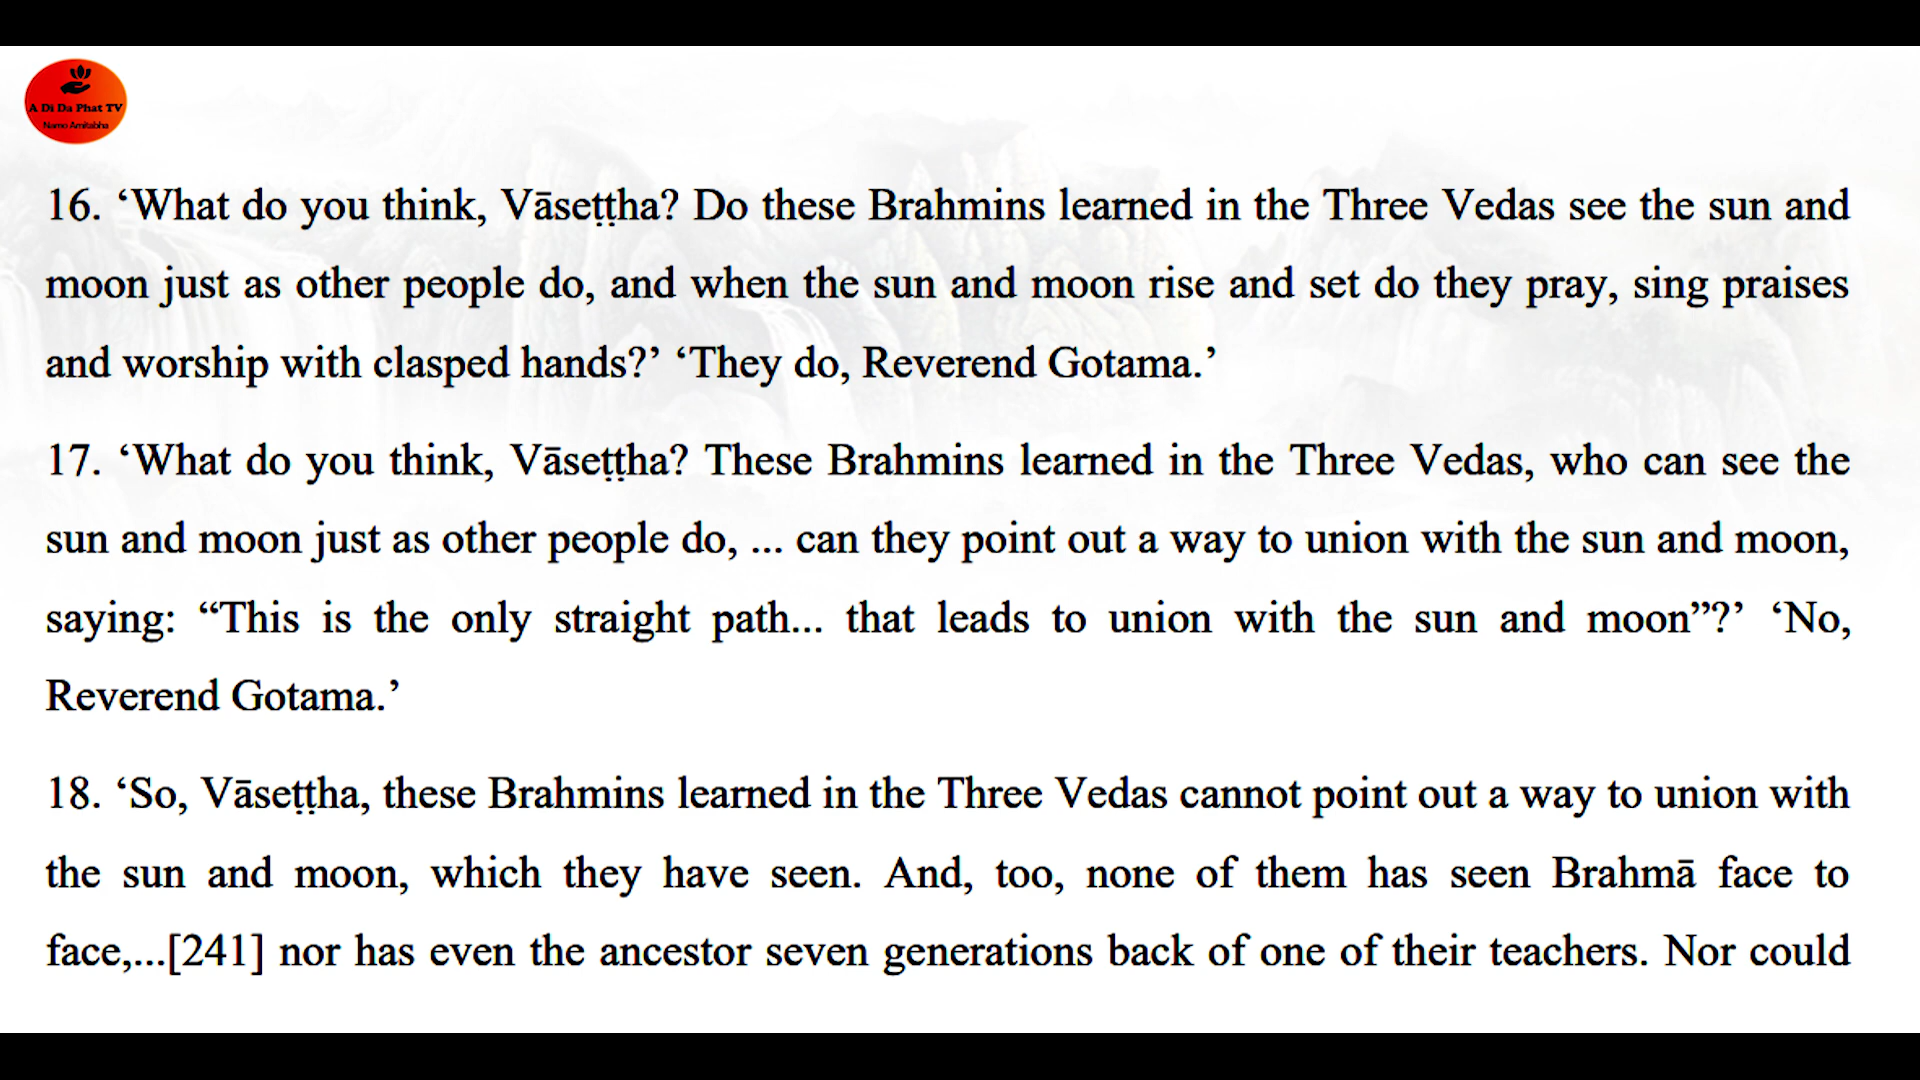 A Di Da Phat TV
Namo Amitabha
16. ‘What do you think, Vāseṭṭha? Do these Brahmins learned in the Three Vedas see the sun and
moon just as other people do, and when the sun and moon rise and set do they pray, sing praises
and worship with clasped hands?’ ‘They do, Reverend Gotama.’
17. ‘What do you think, Vāseṭṭha? These Brahmins learned in the Three Vedas, who can see the
sun and moon just as other people do, ... can they point out a way to union with the sun and moon,
saying: “This is the only straight path... that leads to union with the sun and moon”?’ ‘No,
Reverend Gotama.’
18. ‘So, Vāseṭṭha, these Brahmins learned in the Three Vedas cannot point out a way to union with
the sun and moon, which they have seen. And, too, none of them has seen Brahmā face to
face,...[241] nor has even the ancestor seven generations back of one of their teachers. Nor could